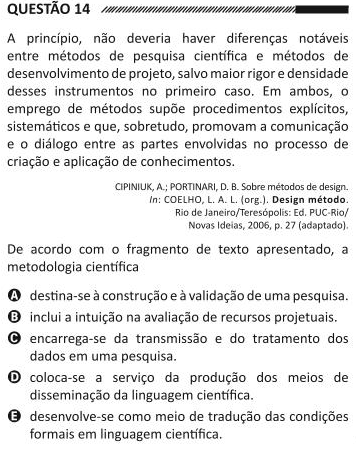 QUESTÃO 14
A princípio, não deveria haver diferenças notáveis
entre métodos de pesquisa científica e métodos de
desenvolvimento de projeto, salvo maior rigor e densidade
desses instrumentos no primeiro caso. Em ambos, o
emprego de métodos supõe procedimentos explícitos,
sistemáticos e que, sobretudo, promovam a comunicação
e o diálogo entre as partes envolvidas no processo de
criação e aplicação de conhecimentos.
CIPINIUK, A.; PORTINARI, D. B. Sobre métodos de design.
In: COELHO, L. A. L. (org.). Design método.
Rio de Janeiro/Teresópolis: Ed. PUC-Rio/
Novas Ideias, 2006, p. 27 (adaptado).
De acordo com o fragmento de texto apresentado, a
metodologia científica
A destina-se à construção e à validação de uma pesquisa.
B inclui a intuição na avaliação de recursos projetuais.
C encarrega-se da transmissão e do tratamento dos
dados em uma pesquisa.
D coloca-se a serviço da produção dos meios de
disseminação da linguagem científica.
E desenvolve-se como meio de tradução das condições
formais em linguagem científica.